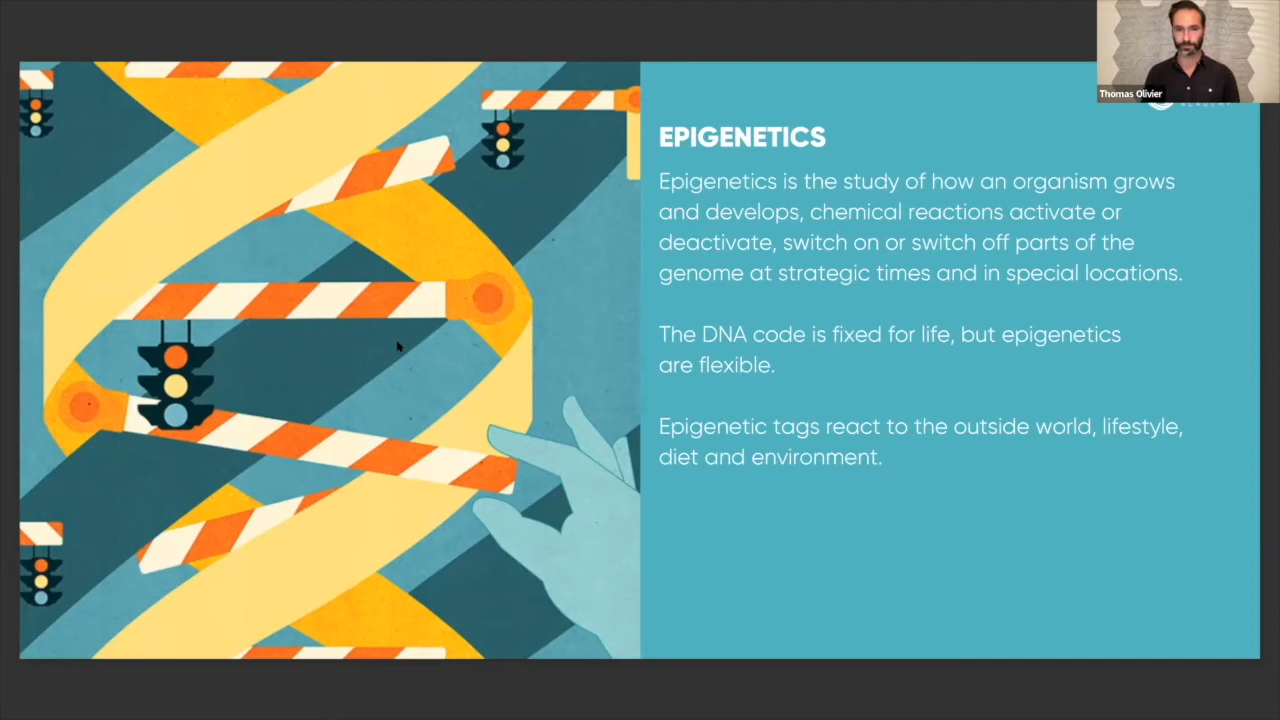 Thomas Olivier
EPIGENETICS
Epigenetics is the study of how an organism grows
and develops, chemical reactions activate or
deactivate, switch on or switch off parts of the
genome at strategic times and in special locations.
The DNA code is fixed for life, but epigenetics
are flexible.
Epigenetic tags react to the outside world, lifestyle,
diet and environment.